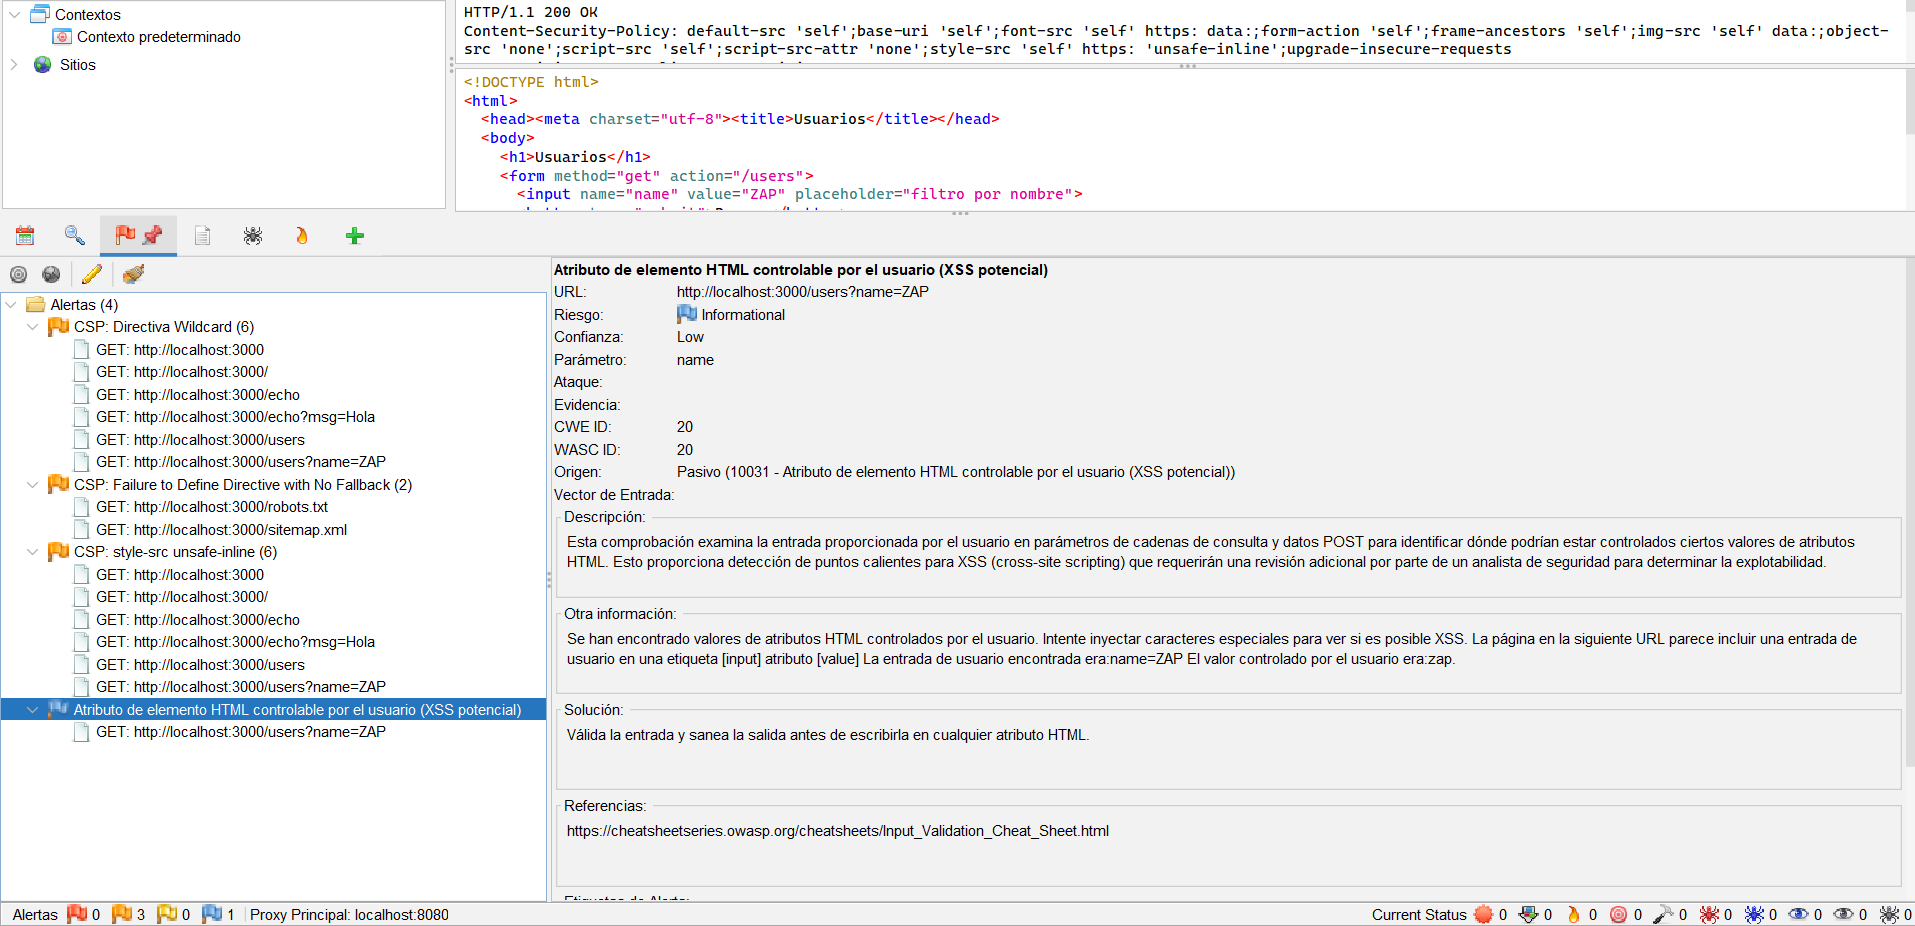 Contextos
Contexto predeterminado
Sitios
HTTP/1.1 200 OK
Content-Security-Policy: default-src 'self';base-uri 'self';font-src 'self' https: data:;form-action 'self';frame-ancestors 'self';img-src 'self' data:;object-
src 'none';script-src 'self';script-src-attr 'none';style-src 'self' https: 'unsafe-inline';upgrade-insecure-requests
<!DOCTYPE html>
<html>
<head><meta charset="utf-8"><title>Usuarios</title></head>
<body>
<h1>Usuarios</h1>
<form method="get" action="/users">
<input name="name" value="ZAP" placeholder="filtro por nombre">
Alertas (4)
CSP: Directiva Wildcard (6)
GET: http://localhost:3000
GET: http://localhost:3000/
GET: http://localhost:3000/echo
GET: http://localhost:3000/echo?msg=Hola
GET: http://localhost:3000/users
GET: http://localhost:3000/users?name=ZAP
CSP: Failure to Define Directive with No Fallback (2)
GET: http://localhost:3000/robots.txt
GET: http://localhost:3000/sitemap.xml
CSP: style-src unsafe-inline (6)
GET: http://localhost:3000
GET: http://localhost:3000/
GET: http://localhost:3000/echo
GET: http://localhost:3000/echo?msg=Hola
GET: http://localhost:3000/users
GET: http://localhost:3000/users?name=ZAP
Atributo de elemento HTML controlable por el usuario (XSS potencial)
GET: http://localhost:3000/users?name=ZAP
Atributo de elemento HTML controlable por el usuario (XSS potencial)
URL: http://localhost:3000/users?name=ZAP
Riesgo: Informational
Confianza: Low
Parámetro: name
Ataque:
Evidencia:
CWE ID: 20
WASC ID: 20
Origen: Pasivo (10031 - Atributo de elemento HTML controlable por el usuario (XSS potencial))
Vector de Entrada:
Descripción:
Esta comprobación examina la entrada proporcionada por el usuario en parámetros de cadenas de consulta y datos POST para identificar dónde podrían estar controlados ciertos valores de atributos
HTML. Esto proporciona detección de puntos calientes para XSS (cross-site scripting) que requerirán una revisión adicional por parte de un analista de seguridad para determinar la explotabilidad.
Otra información:
Se han encontrado valores de atributos HTML controlados por el usuario. Intente inyectar caracteres especiales para ver si es posible XSS. La página en la siguiente URL parece incluir una entrada de
usuario en una etiqueta [input] atributo [value] La entrada de usuario encontrada era:name=ZAP El valor controlado por el usuario era:zap.
Solución:
Válida la entrada y sanea la salida antes de escribirla en cualquier atributo HTML.
Referencias:
https://cheatsheetseries.owasp.org/cheatsheets/Input_Validation_Cheat_Sheet.html
Alertas 0 3 0 1 Proxy Principal: localhost:8080
Current Status 0 0 0 0 0 0 0 0 0 0